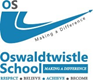 OS
Making a Difference
Oswaldtwistle
School MAKING A DIFFERENCE
RESPECT ● BELIEVE ● ACHIEVE ● BECOME